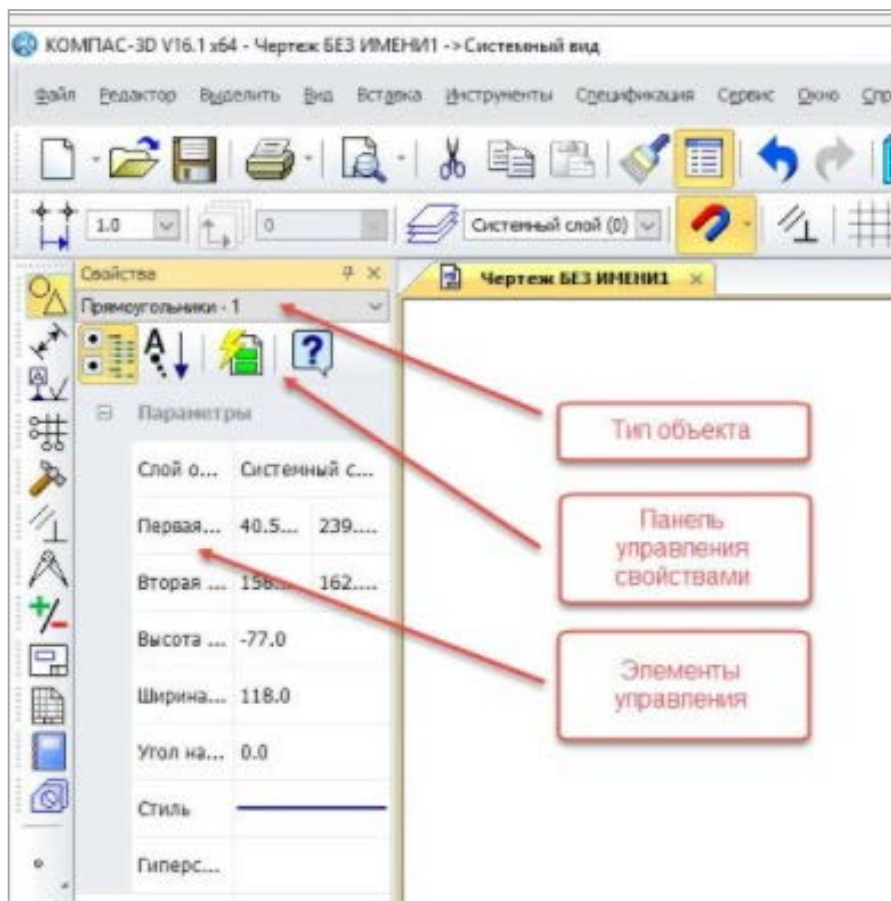 КОМПАС-3D V16.1 x64 - Чертеж БЕЗ ИМЕНИ1 ->Системный вид
Файл Редактор Выделить Вид Вставка Инструменты Спецификация Сервис Окно Спр
1.0 0 Системный слой (0)
Свойства
Чертеж БЕЗ ИМЕНИ1
Прямоугольники - 1
Параметры
Слой о... Системный с...
Первая... 40.5... 239....
Вторая ... 158.... 162....
Высота ... -77.0
Ширина... 118.0
Угол на... 0.0
Стиль
Гиперс...
Тип объекта
Панель
управления
свойствами
Элементы
управления